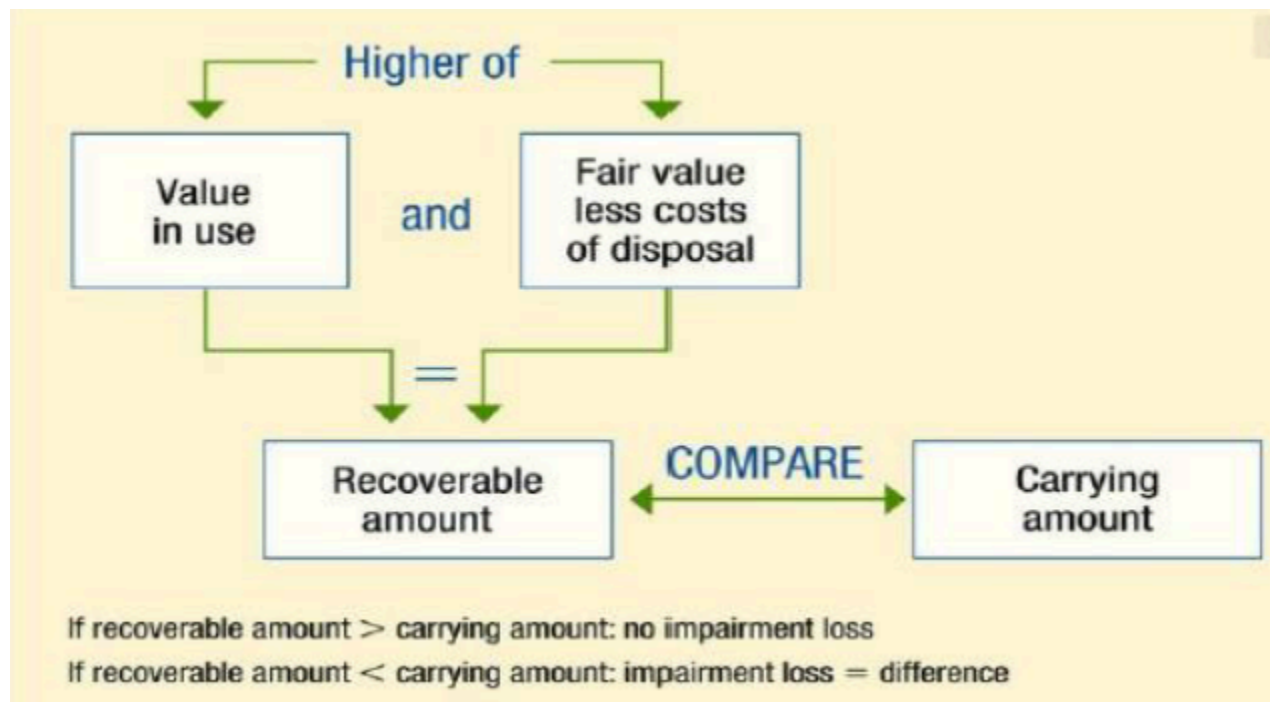 Higher of
Value
in use
and
Fair value
less costs
of disposal
=
Recoverable
amount
COMPARE
Carrying
amount
If recoverable amount > carrying amount: no impairment loss
If recoverable amount < carrying amount: impairment loss = difference